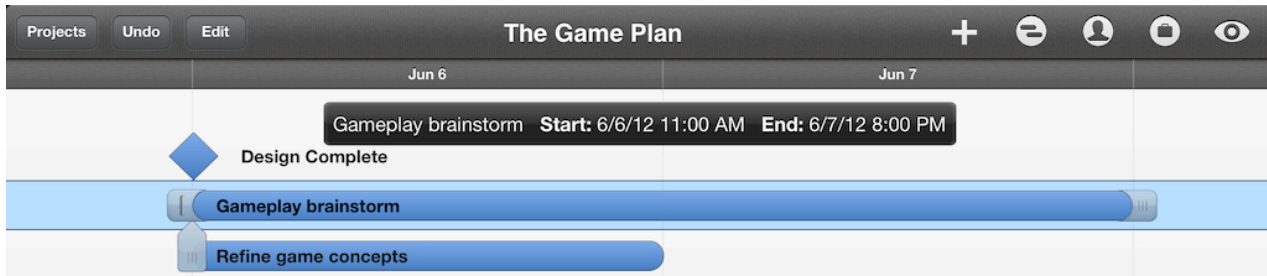 Projects Undo Edit The Game Plan
Jun 6 Jun 7
Gameplay brainstorm Start: 6/6/12 11:00 AM End: 6/7/12 8:00 PM
Design Complete
Gameplay brainstorm
Refine game concepts